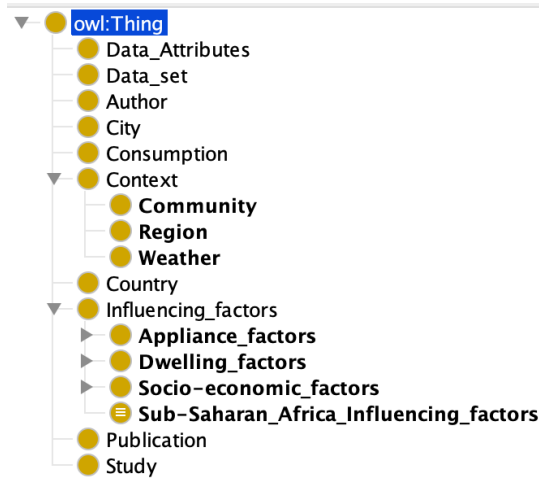 owl:Thing
Data_Attributes
Data_set
Author
City
Consumption
Context
Community
Region
Weather
Country
Influencing_factors
Appliance_factors
Dwelling_factors
Socio-economic_factors
Sub-Saharan_Africa_Influencing_factors
Publication
Study